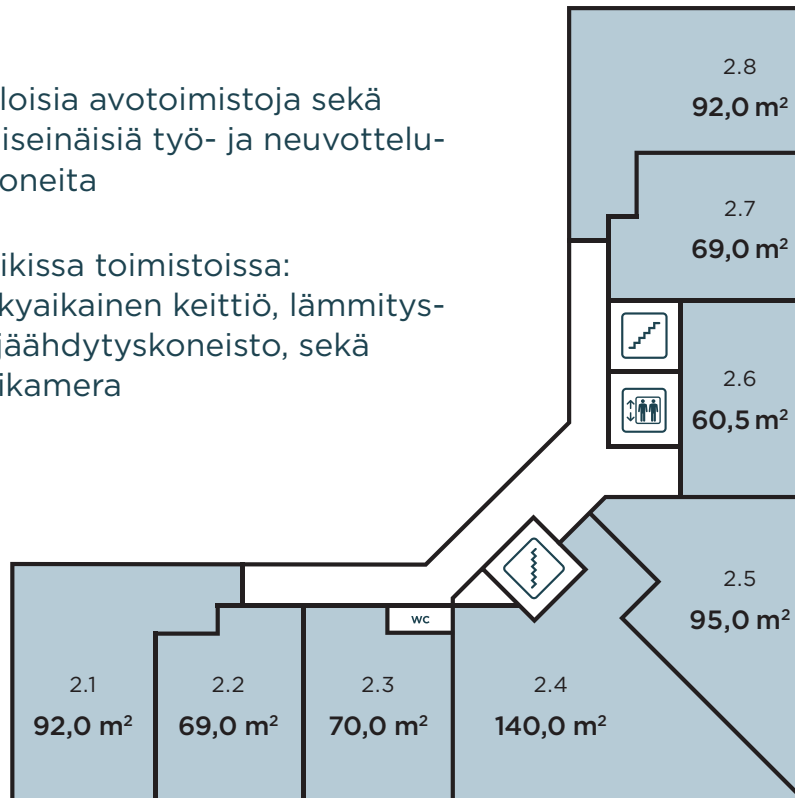 loisia avotoimistoja sekä
iseinäisiä työ- ja neuvottelu-
oneita
ikissa toimistoissa:
kyaikainen keittiö, lämmitys-
jäähdytyskoneisto, sekä
ikamera
2.8
92,0 m²
2.7
69,0 m²
2.6
60,5 m²
2.5
95,0 m²
WC
2.1
92,0 m²
2.2
69,0 m²
2.3
70,0 m²
2.4
140,0 m²